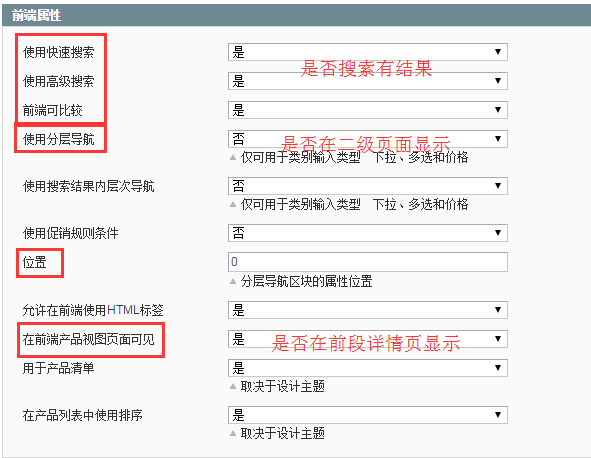 前端属性
使用快速搜索 是
是否搜索有结果
使用高级搜索 是
前端可比较 是
使用分层导航 否
是否在二级页面显示
仅可用于类别输入类型 下拉、多选和价格
使用搜索结果内层次导航 否
仅可用于类别输入类型 下拉、多选和价格
使用促销规则条件 否
位置 0
分层导航区块的属性位置
允许在前端使用HTML标签 是
在前端产品视图页面可见 是
是否在前段详情页显示
用于产品清单 是
取决于设计主题
在产品列表中使用排序 是
取决于设计主题